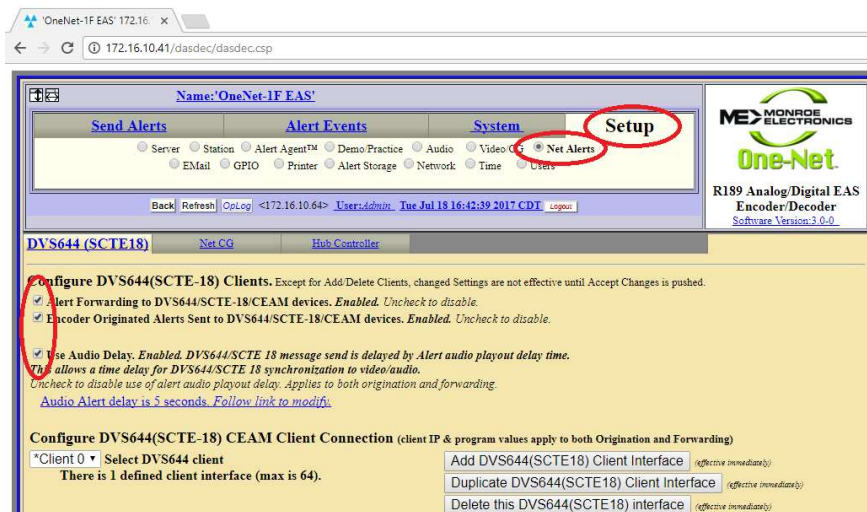 'OneNet-1F EAS' 172.16.
172.16.10.41/dasdec/dasdec.csp
Name:'OneNet-1F EAS'
Send Alerts Alert Events System Setup
Server Station Alert Agent™ Demo/Practice Audio Video/CG Net Alerts
EMail GPIO Printer Alert Storage Network Time Users
Back Refresh OpLog <172.16.10.64> User:Admin Tue Jul 18 16:42:39 2017 CDT Logout
MONROE
ELECTRONICS
One-Net
R189 Analog/Digital EAS
Encoder/Decoder
Software Version:3.0-0
DVS644 (SCTE18) Net CG Hub Controller
Configure DVS644(SCTE-18) Clients. Except for Add/Delete Clients, changed Settings are not effective until Accept Changes is pushed.
Alert Forwarding to DVS644/SCTE-18/CEAM devices. Enabled. Uncheck to disable.
Encoder Originated Alerts Sent to DVS644/SCTE-18/CEAM devices. Enabled. Uncheck to disable.
Use Audio Delay. Enabled. DVS644/SCTE 18 message send is delayed by Alert audio playout delay time.
This allows a time delay for DVS644/SCTE 18 synchronization to video/audio.
Uncheck to disable use of alert audio playout delay. Applies to both origination and forwarding.
Audio Alert delay is 5 seconds. Follow link to modify.
Configure DVS644(SCTE-18) CEAM Client Connection (client IP & program values apply to both Origination and Forwarding)
*Client 0 Select DVS644 client
There is 1 defined client interface (max is 64).
Add DVS644(SCTE18) Client Interface (effective immediately)
Duplicate DVS644(SCTE18) Client Interface (effective immediately)
Delete this DVS644(SCTE18) interface (effective immediately)